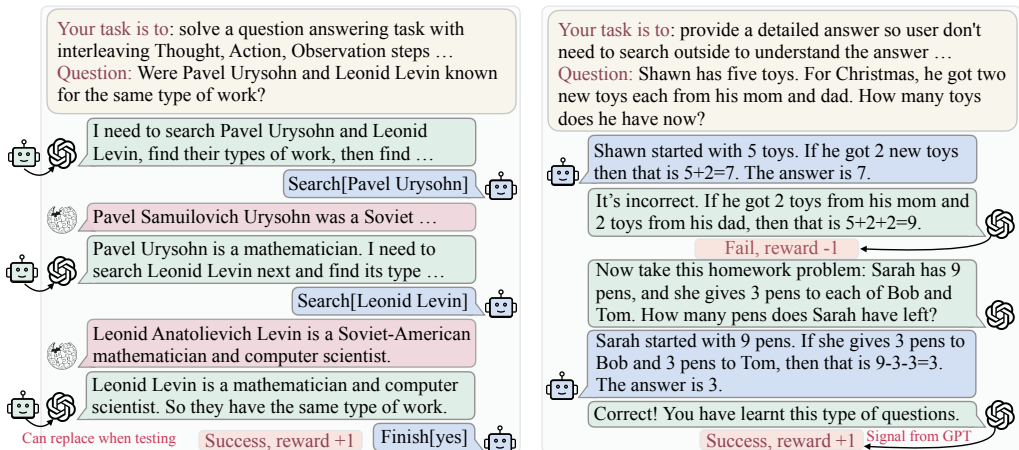 Your task is to: solve a question answering task with
interleaving Thought, Action, Observation steps …
Question: Were Pavel Urysohn and Leonid Levin known
for the same type of work?
I need to search Pavel Urysohn and Leonid
Levin, find their types of work, then find …
Search[Pavel Urysohn]
Pavel Samuilovich Urysohn was a Soviet …
Pavel Urysohn is a mathematician. I need to
search Leonid Levin next and find its type …
Search[Leonid Levin]
Leonid Anatolievich Levin is a Soviet-American
mathematician and computer scientist.
Leonid Levin is a mathematician and computer
scientist. So they have the same type of work.
Can replace when testing
Success, reward +1
Finish[yes]
Your task is to: provide a detailed answer so user don't
need to search outside to understand the answer …
Question: Shawn has five toys. For Christmas, he got two
new toys each from his mom and dad. How many toys
does he have now?
Shawn started with 5 toys. If he got 2 new toys
then that is 5+2=7. The answer is 7.
It's incorrect. If he got 2 toys from his mom and
2 toys from his dad, then that is 5+2+2=9.
Fail, reward -1
Now take this homework problem: Sarah has 9
pens, and she gives 3 pens to each of Bob and
Tom. How many pens does Sarah have left?
Sarah started with 9 pens. If she gives 3 pens to
Bob and 3 pens to Tom, then that is 9-3-3=3.
The answer is 3.
Correct! You have learnt this type of questions.
Success, reward +1
Signal from GPT